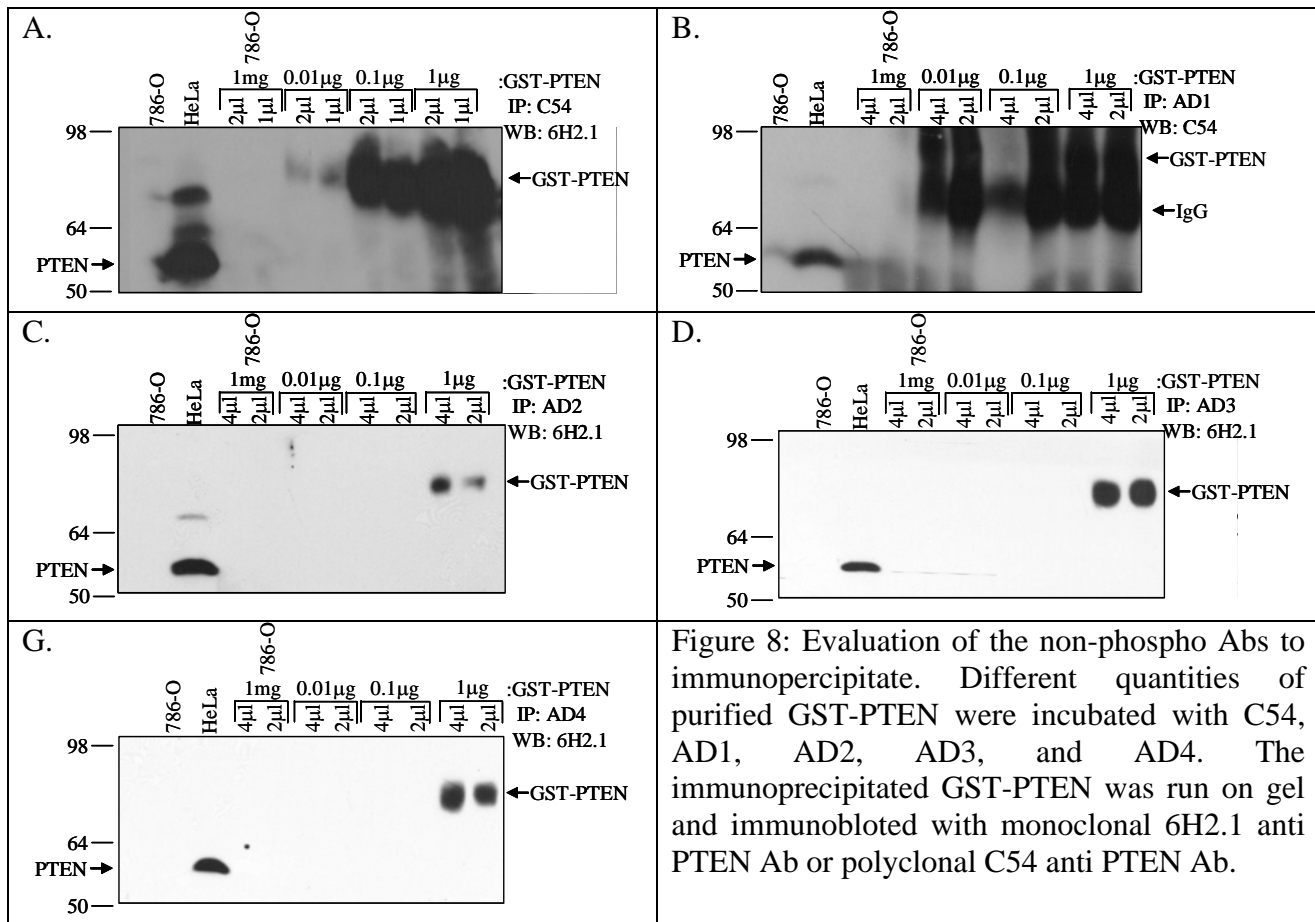 A.
786-O
HeLa
786-O
1mg 0.01µg 0.1µg 1µg :GST-PTEN
2µl 1µl 2µl 1µl 2µl 1µl 2µl 1µl IP: C54
WB: 6H2.1
98
GST-PTEN
64
PTEN
50
B.
786-O
HeLa
786-O
1mg 0.01µg 0.1µg 1µg :GST-PTEN
4µl 2µl 4µl 2µl 4µl 2µl 4µl 2µl IP: AD1
WB: C54
98
GST-PTEN
IgG
64
PTEN
50
C.
786-O
HeLa
786-O
1mg 0.01µg 0.1µg 1µg :GST-PTEN
4µl 2µl 4µl 2µl 4µl 2µl 4µl 2µl IP: AD2
WB: 6H2.1
98
GST-PTEN
64
PTEN
50
D.
786-O
HeLa
786-O
1mg 0.01µg 0.1µg 1µg :GST-PTEN
4µl 2µl 4µl 2µl 4µl 2µl 4µl 2µl IP: AD3
WB: 6H2.1
98
GST-PTEN
64
PTEN
50
G.
786-O
HeLa
786-O
1mg 0.01µg 0.1µg 1µg :GST-PTEN
4µl 2µl 4µl 2µl 4µl 2µl 4µl 2µl IP: AD4
WB: 6H2.1
98
GST-PTEN
64
PTEN
50
Figure 8: Evaluation of the non-phospho Abs to
immunopercipitate. Different quantities of
purified GST-PTEN were incubated with C54,
AD1, AD2, AD3, and AD4. The
immunoprecipitated GST-PTEN was run on gel
and immunobloted with monoclonal 6H2.1 anti
PTEN Ab or polyclonal C54 anti PTEN Ab.